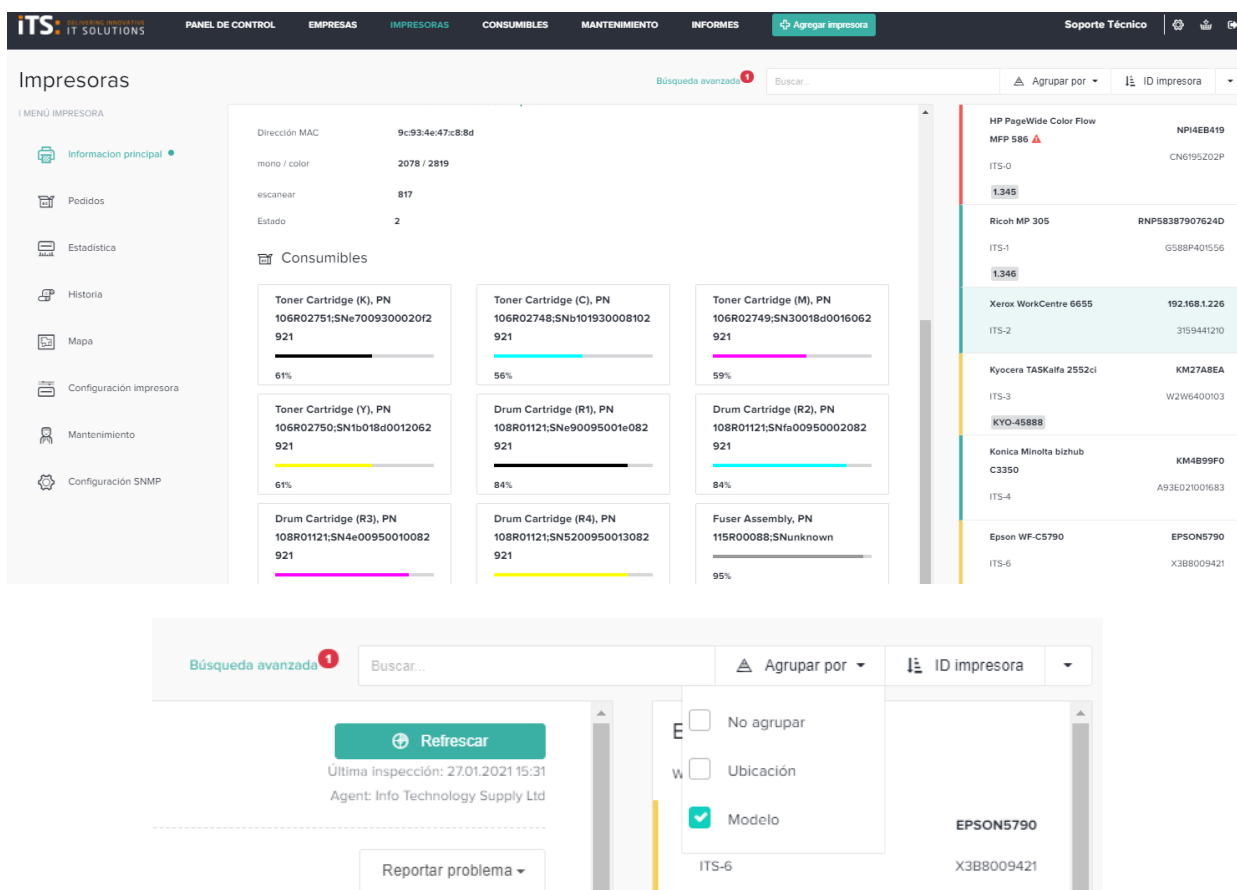 iTS: DELIVERING INNOVATIVE
IT SOLUTIONS
PANEL DE CONTROL EMPRESAS IMPRESORAS CONSUMIBLES MANTENIMIENTO INFORMES Agregar impresora Soporte Técnico
Impresoras
Búsqueda avanzada 1 Buscar... Agrupar por ID impresora
MENÚ IMPRESORA
Informacion principal
Pedidos
Estadística
Historia
Mapa
Configuración impresora
Mantenimiento
Configuración SNMP
Dirección MAC 9c:93:4e:47:c8:8d
mono / color 2078 / 2819
escanear 817
Estado 2
Consumibles
Toner Cartridge (K), PN
106R02751;SNe7009300020f2
921
61%
Toner Cartridge (C), PN
106R02748;SNb101930008102
921
56%
Toner Cartridge (M), PN
106R02749;SN30018d0016062
921
59%
Toner Cartridge (Y), PN
106R02750;SN1b018d0012062
921
61%
Drum Cartridge (R1), PN
108R01121;SNe90095001e082
921
84%
Drum Cartridge (R2), PN
108R01121;SNfa00950002082
921
84%
Drum Cartridge (R3), PN
108R01121;SN4e00950010082
921
Drum Cartridge (R4), PN
108R01121;SN5200950013082
921
Fuser Assembly, PN
115R00088;SNunknown
95%
HP PageWide Color Flow
MFP 586
NPI4EB419
ITS-0
CN6195Z02P
1.345
Ricoh MP 305 RNP58387907624D
ITS-1 G588P401556
1.346
Xerox WorkCentre 6655 192.168.1.226
ITS-2 3159441210
Kyocera TASKalfa 2552ci KM27A8EA
ITS-3 W2W6400103
KYO-45888
Konica Minolta bizhub
C3350
KM4B99F0
ITS-4
A93E021001683
Epson WF-C5790 EPSON5790
ITS-6 X3B8009421
Búsqueda avanzada 1 Buscar... Agrupar por ID impresora
No agrupar
Ubicación
Modelo
Refrescar
Última inspección: 27.01.2021 15:31
Agent: Info Technology Supply Ltd
Reportar problema
EPSON5790
ITS-6 X3B8009421